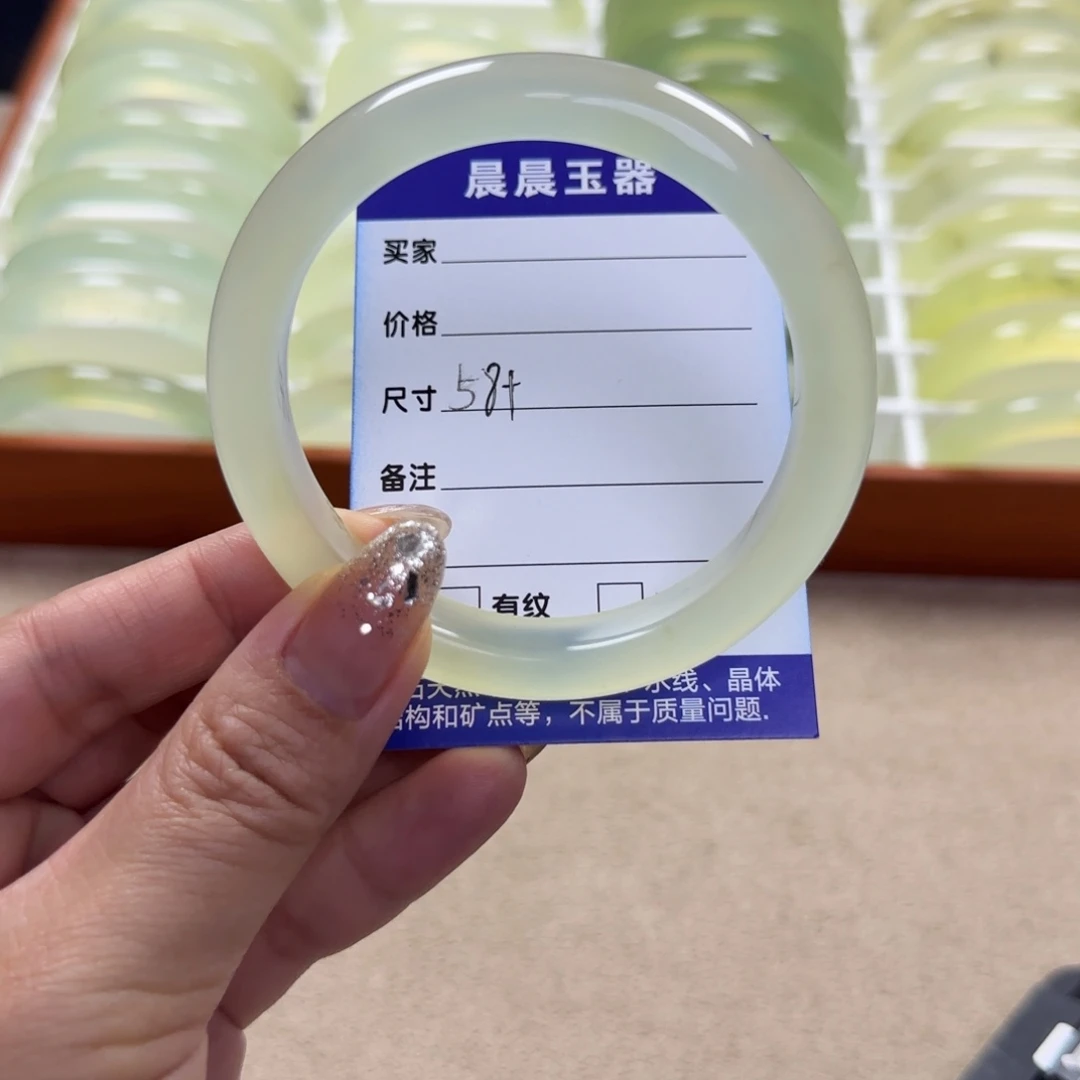 晨晨玉器
买家
价格
尺寸 58+
备注
有纹
水线、晶体
结构和矿点等，不属于质量问题.